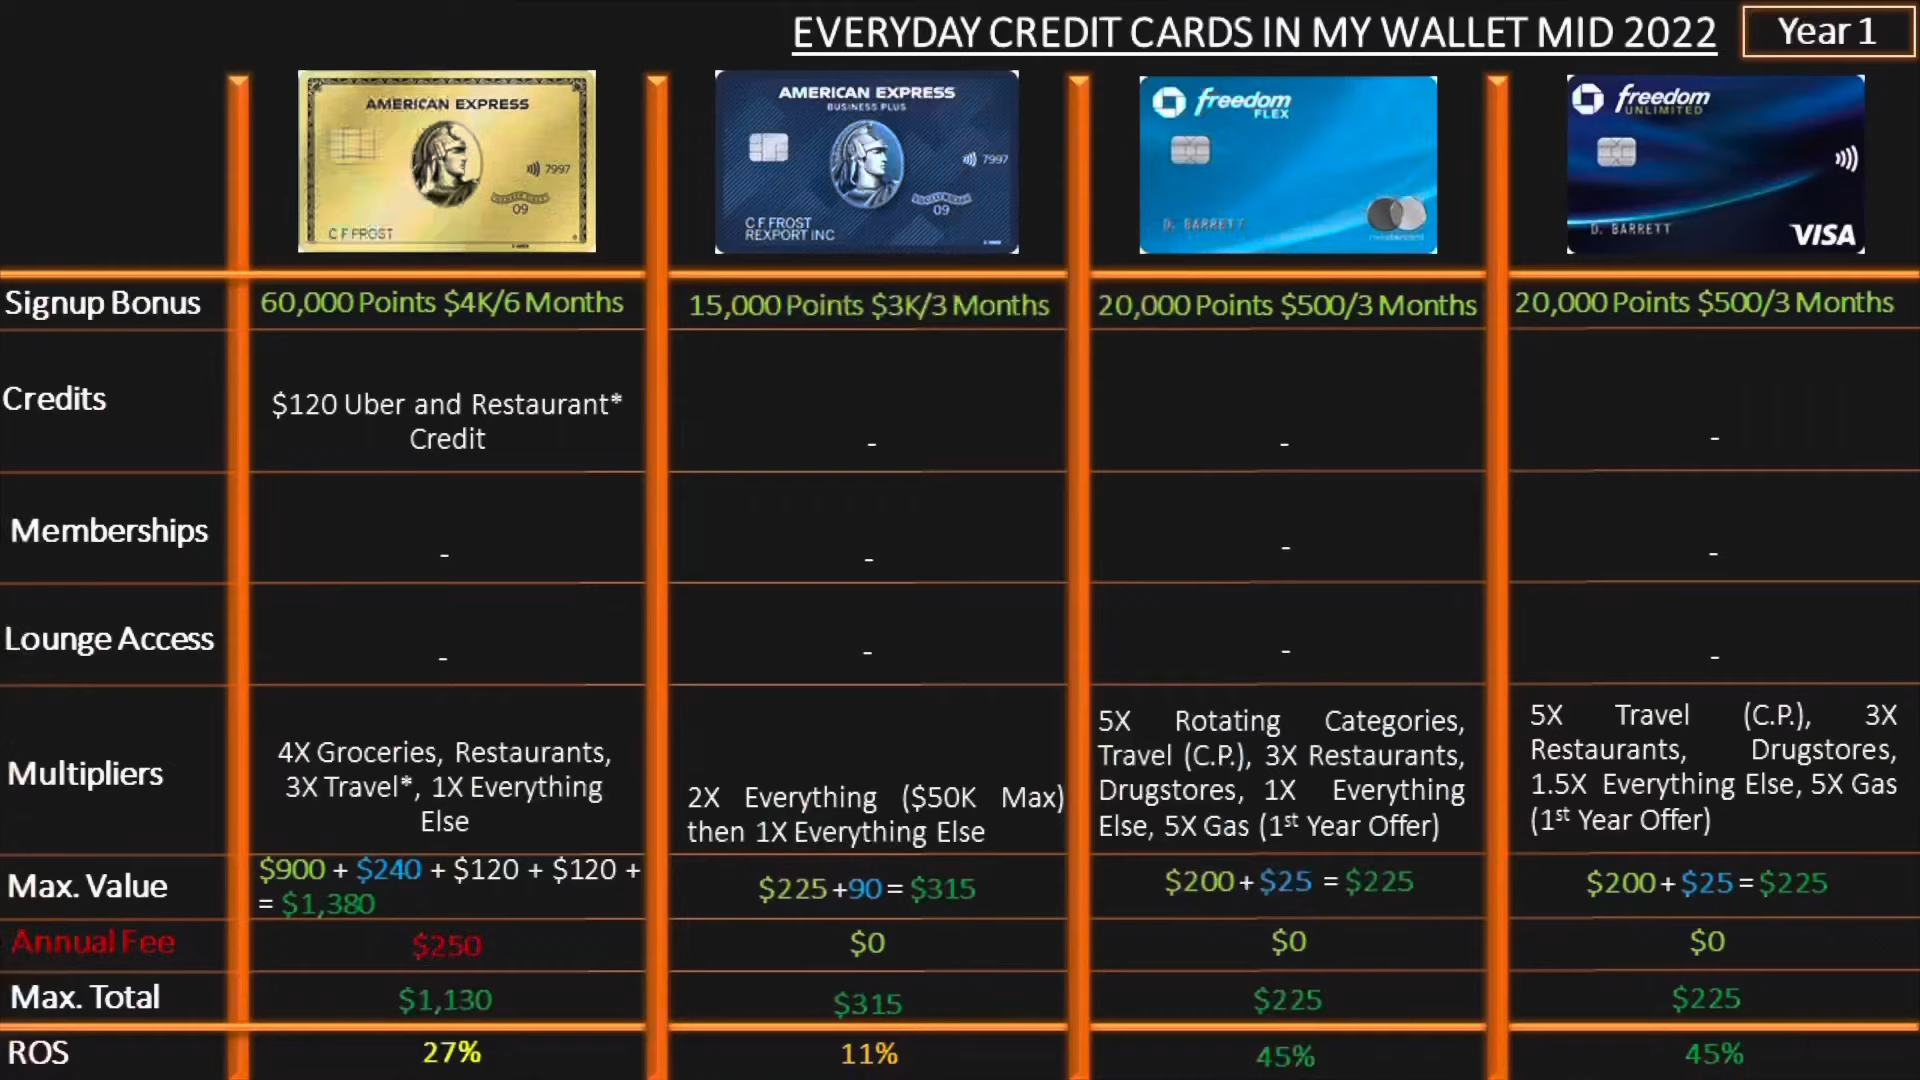 EVERYDAY CREDIT CARDS IN MY WALLET MID 2022
Year 1
AMERICAN EXPRESS
7997
09
C F FROST
AMERICAN EXPRESS
BUSINESS PLUS
7997
09
C F FROST
REXPORT INC
freedom
FLEX
D. BARRETT
mastercard
freedom
UNLIMITED
D. BARRETT
VISA
Signup Bonus
60,000 Points $4K/6 Months
15,000 Points $3K/3 Months
20,000 Points $500/3 Months
20,000 Points $500/3 Months
Credits
$120 Uber and Restaurant*
Credit
-
-
-
Memberships
-
-
-
-
Lounge Access
-
-
-
-
Multipliers
4X Groceries, Restaurants,
3X Travel*, 1X Everything
Else
2X Everything ($50K Max)
then 1X Everything Else
5X Rotating Categories,
Travel (C.P.), 3X Restaurants,
Drugstores, 1X Everything
Else, 5X Gas (1st Year Offer)
5X Travel (C.P.), 3X
Restaurants, Drugstores,
1.5X Everything Else, 5X Gas
(1st Year Offer)
Max. Value
$900 + $240 + $120 + $120 +
= $1,380
$225 +90 = $315
$200 + $25 = $225
$200 + $25 = $225
Annual Fee
$250
$0
$0
$0
Max. Total
$1,130
$315
$225
$225
ROS
27%
11%
45%
45%